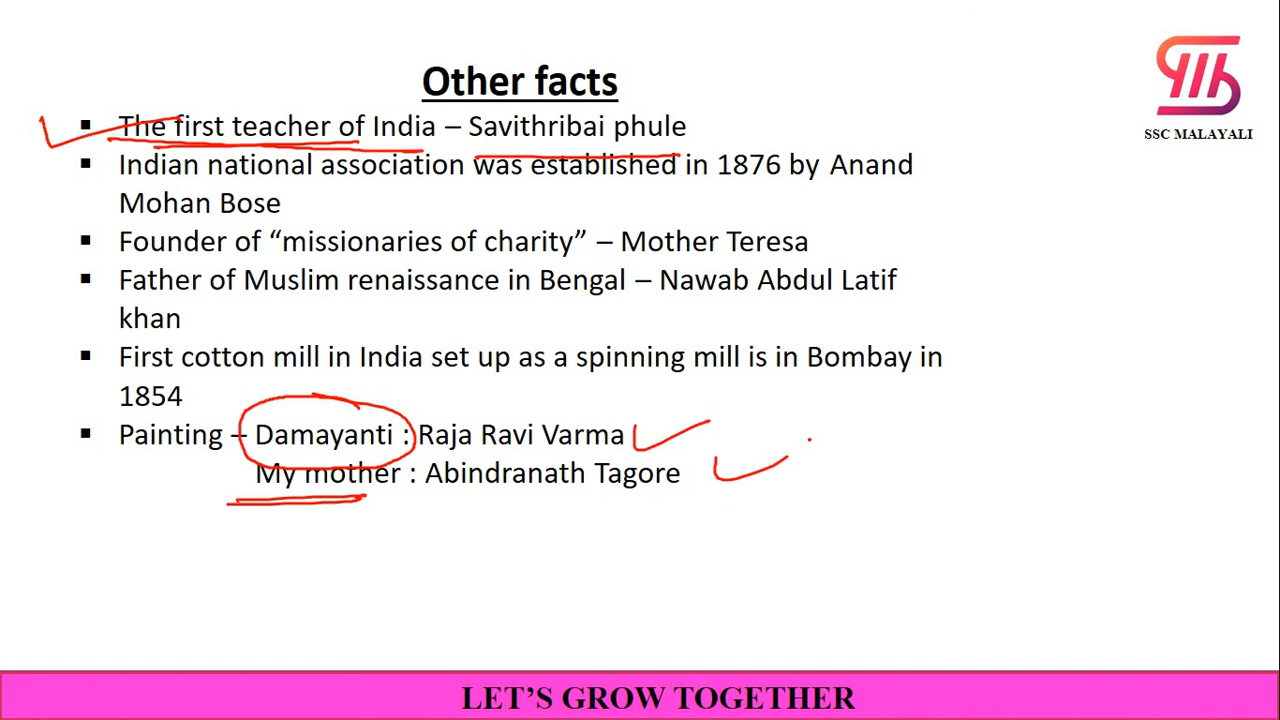 Other facts
SSC MALAYALI
▪ The first teacher of India – Savithribai phule
▪ Indian national association was established in 1876 by Anand
Mohan Bose
▪ Founder of “missionaries of charity” – Mother Teresa
▪ Father of Muslim renaissance in Bengal – Nawab Abdul Latif
khan
▪ First cotton mill in India set up as a spinning mill is in Bombay in
1854
▪ Painting – Damayanti : Raja Ravi Varma
My mother : Abindranath Tagore
LET’S GROW TOGETHER